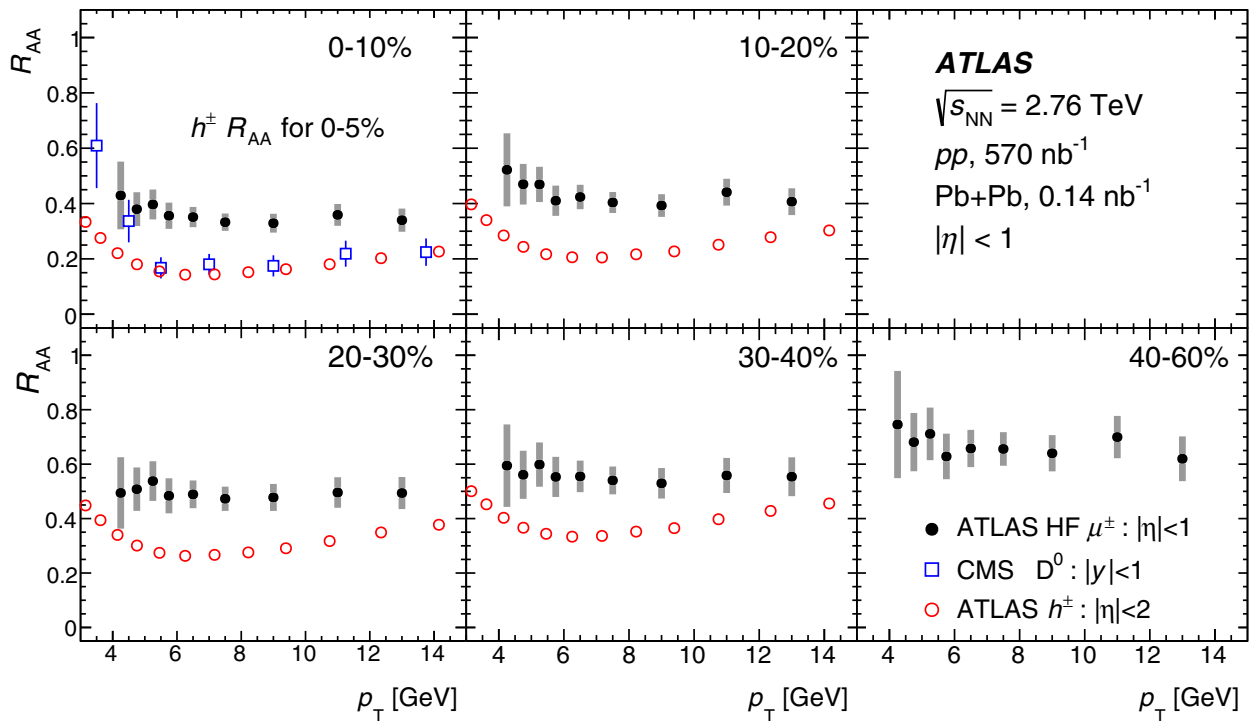 R_AA
1
0.8
0.6
0.4
0.2
0
0-10%
h± R_AA for 0-5%
10-20%
ATLAS
√s_NN = 2.76 TeV
pp, 570 nb⁻¹
Pb+Pb, 0.14 nb⁻¹
|η| < 1
R_AA
1
0.8
0.6
0.4
0.2
0
20-30%
30-40%
40-60%
ATLAS HF μ± : |η|<1
CMS D⁰ : |y|<1
ATLAS h± : |η|<2
4 6 8 10 12 14
4 6 8 10 12 14
4 6 8 10 12 14
p_T [GeV]
p_T [GeV]
p_T [GeV]